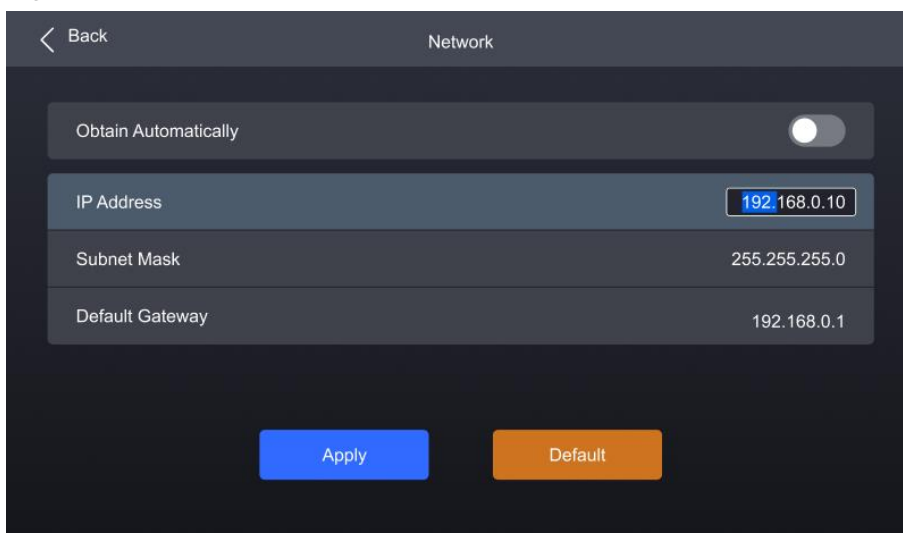 Back
Network
Obtain Automatically
IP Address 192.168.0.10
Subnet Mask 255.255.255.0
Default Gateway 192.168.0.1
Apply Default